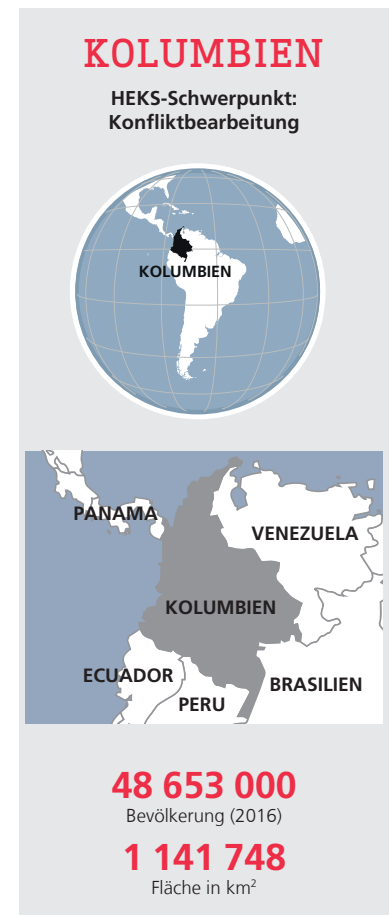 KOLUMBIEN
HEKS-Schwerpunkt:
Konfliktbearbeitung
KOLUMBIEN
PANAMA
VENEZUELA
KOLUMBIEN
ECUADOR
BRASILIEN
PERU
48 653 000
Bevölkerung (2016)
1 141 748
Fläche in km²